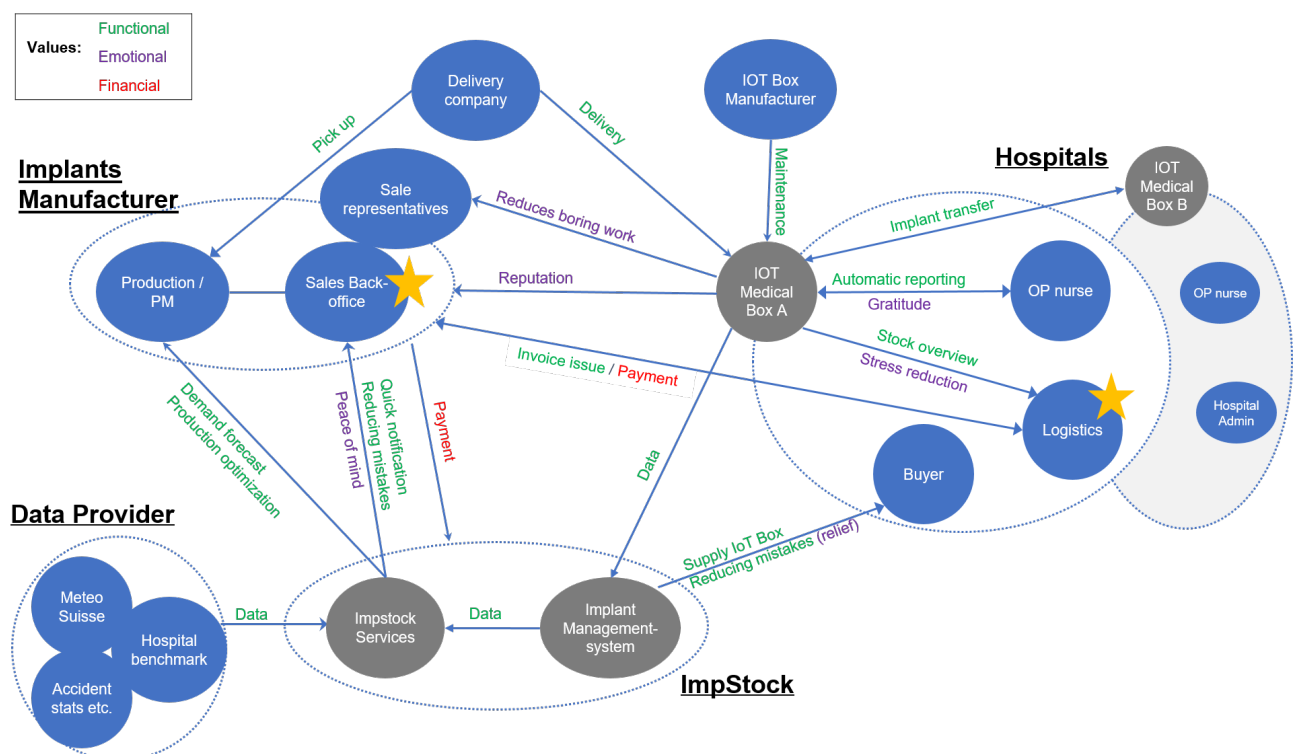 Values:
Functional
Emotional
Financial
Delivery
company
IOT Box
Manufacturer
Pick up
Delivery
Maintenance
Hospitals
IOT
Medical
Box B
Implants
Manufacturer
Sale
representatives
Reduces boring work
Implant transfer
Production /
PM
Sales Back-
office
Reputation
IOT
Medical
Box A
Automatic reporting
Gratitude
OP nurse
OP nurse
Stock overview
Stress reduction
Invoice issue / Payment
Logistics
Hospital
Admin
Demand forecast
Production optimization
Peace of mind
Quick notification
Reducing mistakes
Payment
Data
Buyer
Data Provider
Supply IoT Box
Reducing mistakes (relief)
Meteo
Suisse
Hospital
benchmark
Accident
stats etc.
Data
Impstock
Services
Data
Implant
Management-
system
ImpStock